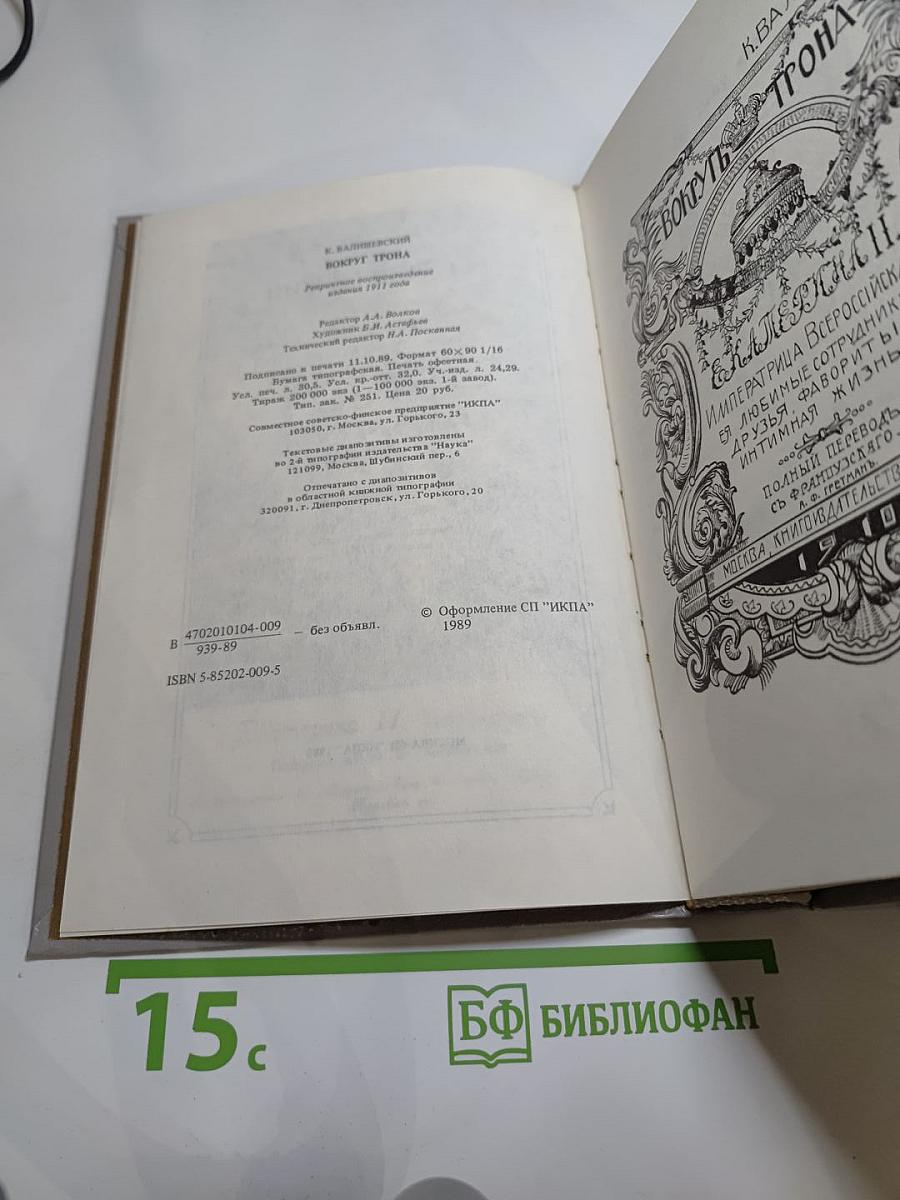 К. ВАЛИШЕВСКИЙ
ВОКРУГ ТРОНА
Репринтное воспроизведение
издания 1911 года
Редактор А.А. Волков
Художник Б.И. Астафьев
Технический редактор Н.А. Посканная
Подписано к печати 11.10.89. Формат 60×90 1/16
Бумага типографская. Печать офсетная.
Усл. печ. л. 30,5. Усл. кр.-отт. 32,0. Уч.-изд. л. 24,29.
Тираж 200 000 экз (1—100 000 экз. 1-й завод).
Тип. зак. № 251. Цена 20 руб.
Совместное советско-финское предприятие "ИКПА"
103050, г. Москва, ул. Горького, 23
Текстовые диапозитивы изготовлены
во 2-й типографии издательства "Наука"
121099, Москва, Шубинский пер., 6
Отпечатано с диапозитивов
в областной книжной типографии
320091, г. Днепропетровск, ул. Горького, 20
В 4702010104-009 — без объявл.
939-89
© Оформление СП "ИКПА"
1989
ISBN 5-85202-009-5
К. ВА
ВОКРУГЪ ТРОНА
ЕКАТЕРИНА II.
ИМПЕРАТРИЦА ВСЕРОССІЙСК
ЕЯ ЛЮБИМЫЕ СОТРУДНИК
ДРУЗЬЯ, ФАВОРИТЫ
ИНТИМНАЯ ЖИЗНЬ
ПОЛНЫЙ ПЕРЕВОДЪ
СЪ ФРАНЦУЗСКАГО
А. Ф. ГРЕТМАНЪ.
МОСКВА, КНИГОИЗДАТЕЛЬСТВ
15 с
БФ БИБЛИОФАН